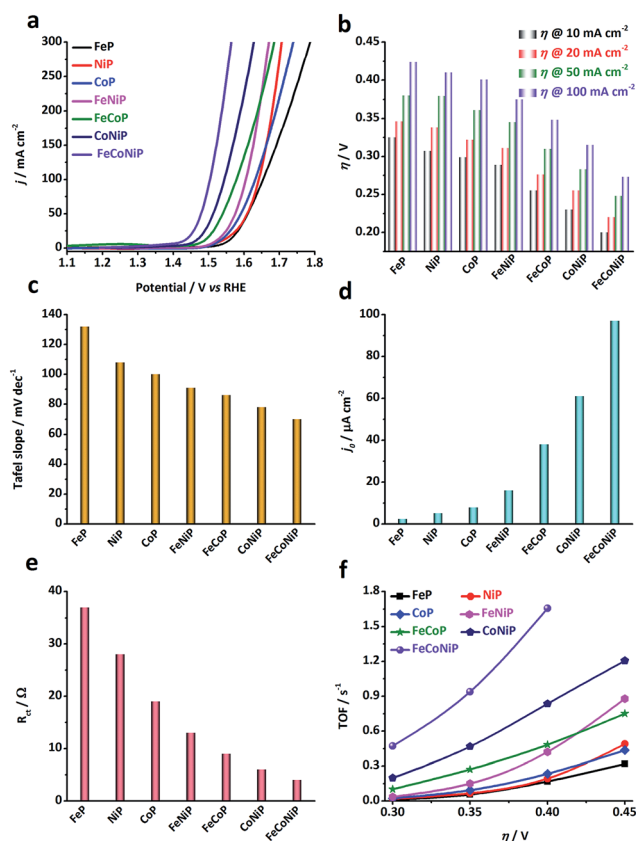 a
300
250
200
150
100
50
0
j / mA cm⁻²
FeP
NiP
CoP
FeNiP
FeCoP
CoNiP
FeCoNiP
1.1 1.2 1.3 1.4 1.5 1.6 1.7 1.8
Potential / V vs RHE
b
η @ 10 mA cm⁻²
η @ 20 mA cm⁻²
η @ 50 mA cm⁻²
η @ 100 mA cm⁻²
0.45
0.40
0.35
0.30
0.25
0.20
η / V
FeP NiP CoP FeNiP FeCoP CoNiP FeCoNiP
c
140
120
100
80
60
40
20
0
Tafel slope / mV dec⁻¹
FeP NiP CoP FeNiP FeCoP CoNiP FeCoNiP
d
100
80
60
40
20
0
j₀ / µA cm⁻²
FeP NiP CoP FeNiP FeCoP CoNiP FeCoNiP
e
40
30
20
10
0
R_ct / Ω
FeP NiP CoP FeNiP FeCoP CoNiP FeCoNiP
f
1.8
1.5
1.2
0.9
0.6
0.3
0.0
TOF / s⁻¹
FeP NiP
CoP FeNiP
FeCoP CoNiP
FeCoNiP
0.30 0.35 0.40 0.45
η / V